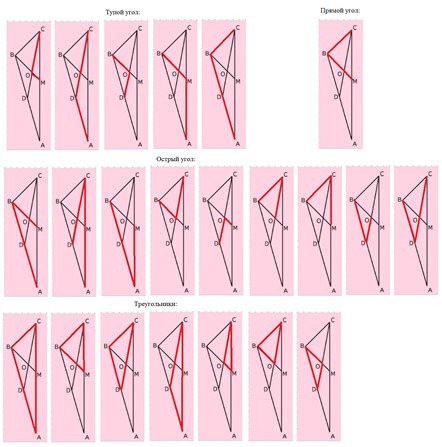 Тупой угол: Прямой угол:
C C C C C C
B B B B B B
O M O M O M O M O M O M
D D D D D D
A A A A A A
Острый угол:
C C C C C C C C C
B B B B B B B B B
O M O M O M O M O M O M O M O M O M
D D D D D D D D D
A A A A A A A A A
Треугольники:
C C C C C C C
B B B B B B B
O M O M O M O M O M O M O M
D D D D D D D
A A A A A A A